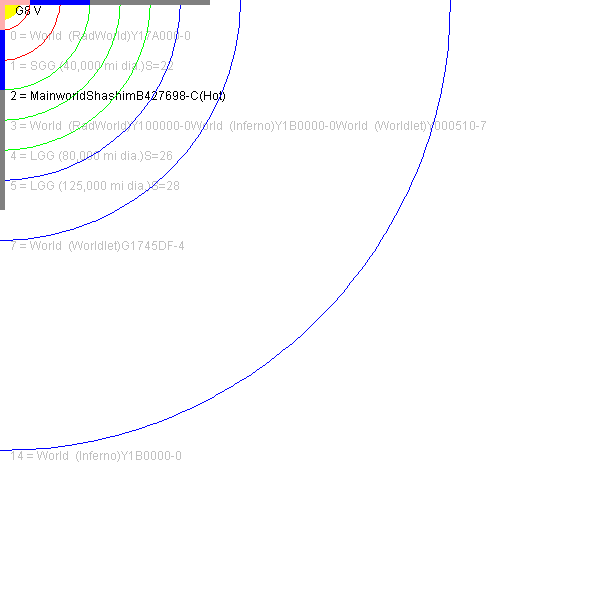 G8 V
0 = World  (RadWorld)Y17A000-0
1 = SGG (40,000 mi dia.)S=22
2 = MainworldShashimB427698-C(Hot)
3 = World  (RadWorld)Y100000-0World  (Inferno)Y1B0000-0World  (Worldlet)Y000510-7
4 = LGG (80,000 mi dia.)S=26
5 = LGG (125,000 mi dia.)S=28
7 = World  (Worldlet)G1745DF-4
14 = World  (Inferno)Y1B0000-0